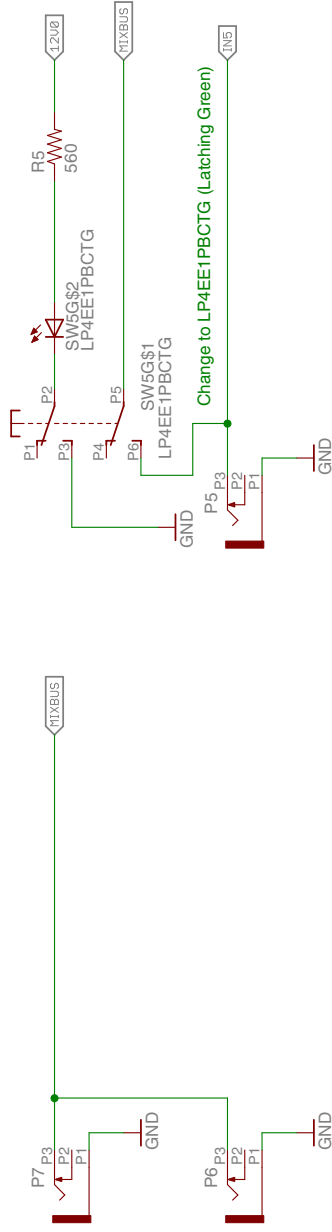 12V0
R5
560
SW5G$2
LP4EE1PBCTG
P1
P2
P3
MIXBUS
P4
P5
P6
SW5G$1
LP4EE1PBCTG
IN5
Change to LP4EE1PBCTG (Latching Green)
GND
P5
P3
P2
P1
GND
MIXBUS
P7
P3
P2
P1
GND
P6
P3
P2
P1
GND